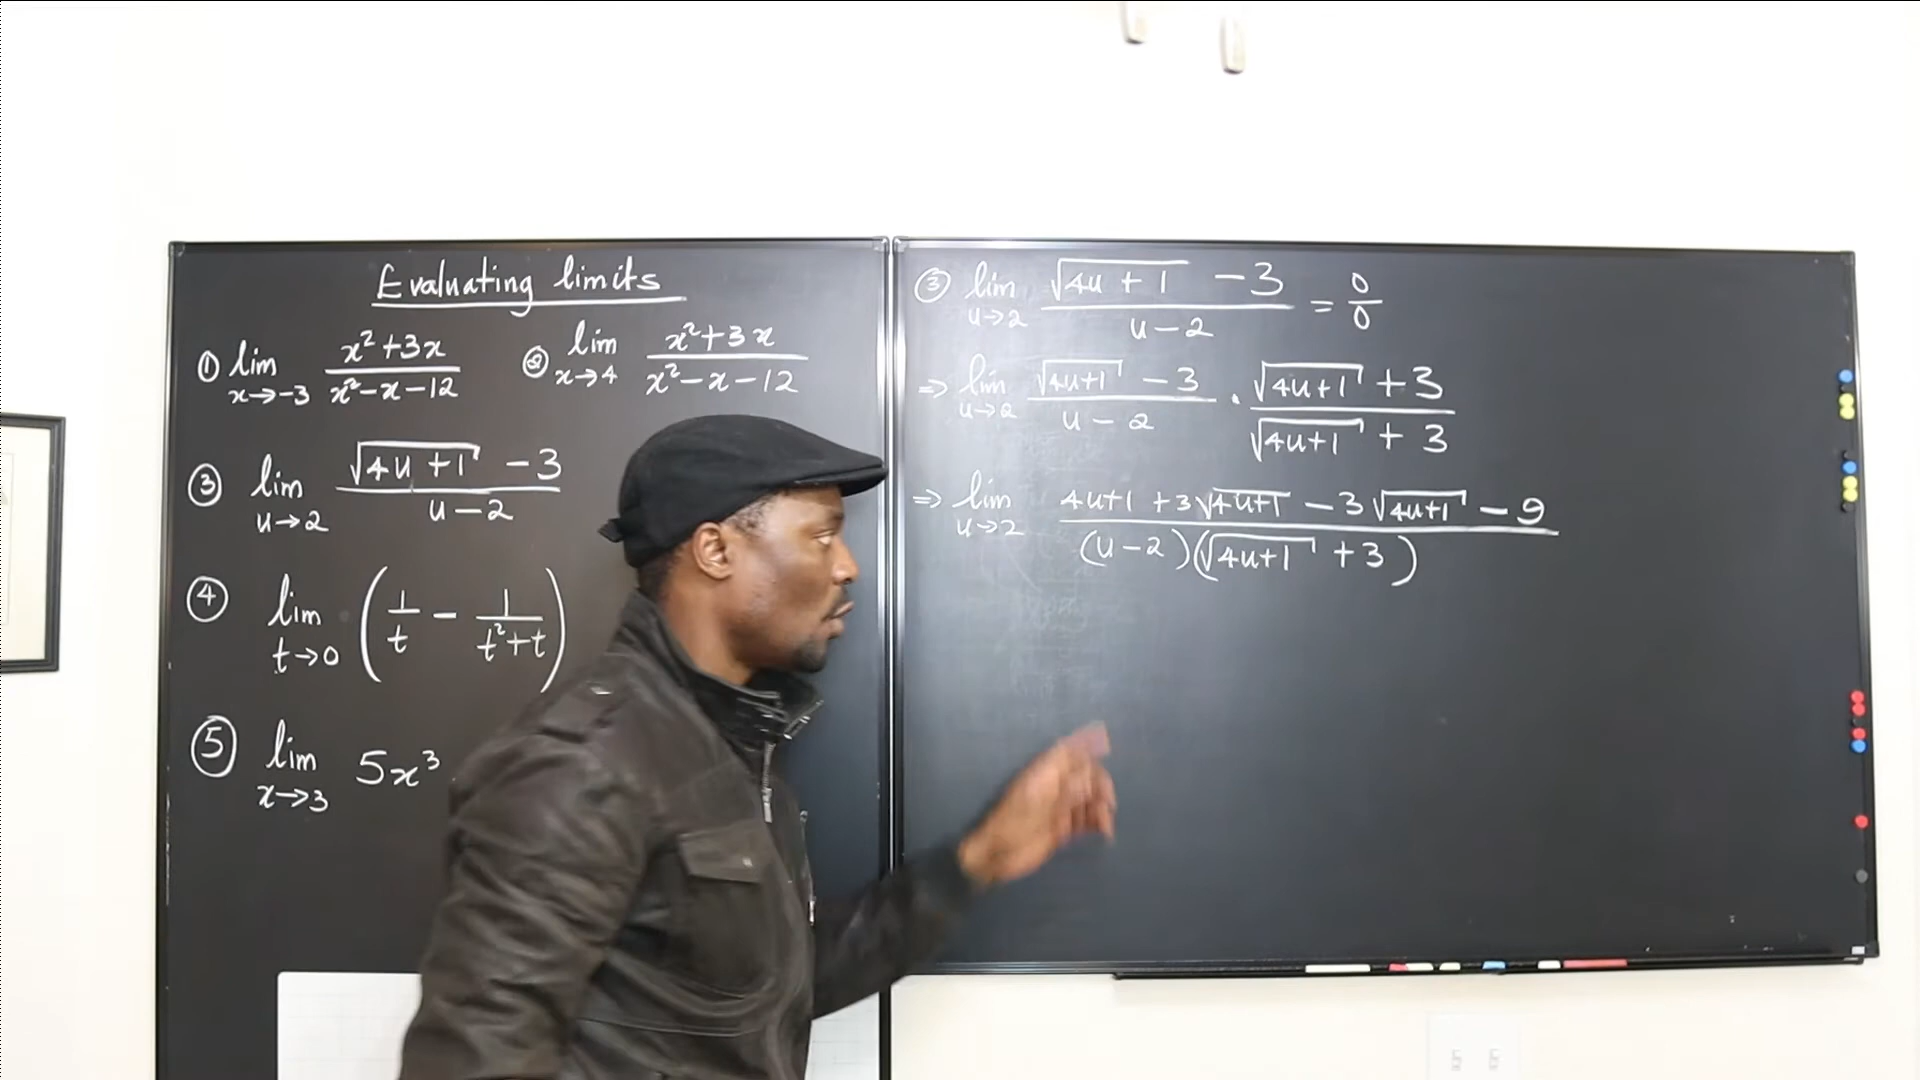 Evaluating limits
① lim x→-3 (x²+3x)/(x²-x-12)
② lim x→4 (x²+3x)/(x²-x-12)
③ lim u→2 (√(4u+1) - 3)/(u-2)
④ lim t→0 (1/t - 1/(t²+t))
⑤ lim x→3 5x³
③ lim u→2 (√(4u+1) - 3)/(u-2) = 0/0
⇒ lim u→2 (√(4u+1) - 3)/(u-2) · (√(4u+1) + 3)/(√(4u+1) + 3)
⇒ lim u→2 (4u+1 + 3√(4u+1) - 3√(4u+1) - 9)/((u-2)(√(4u+1) + 3))